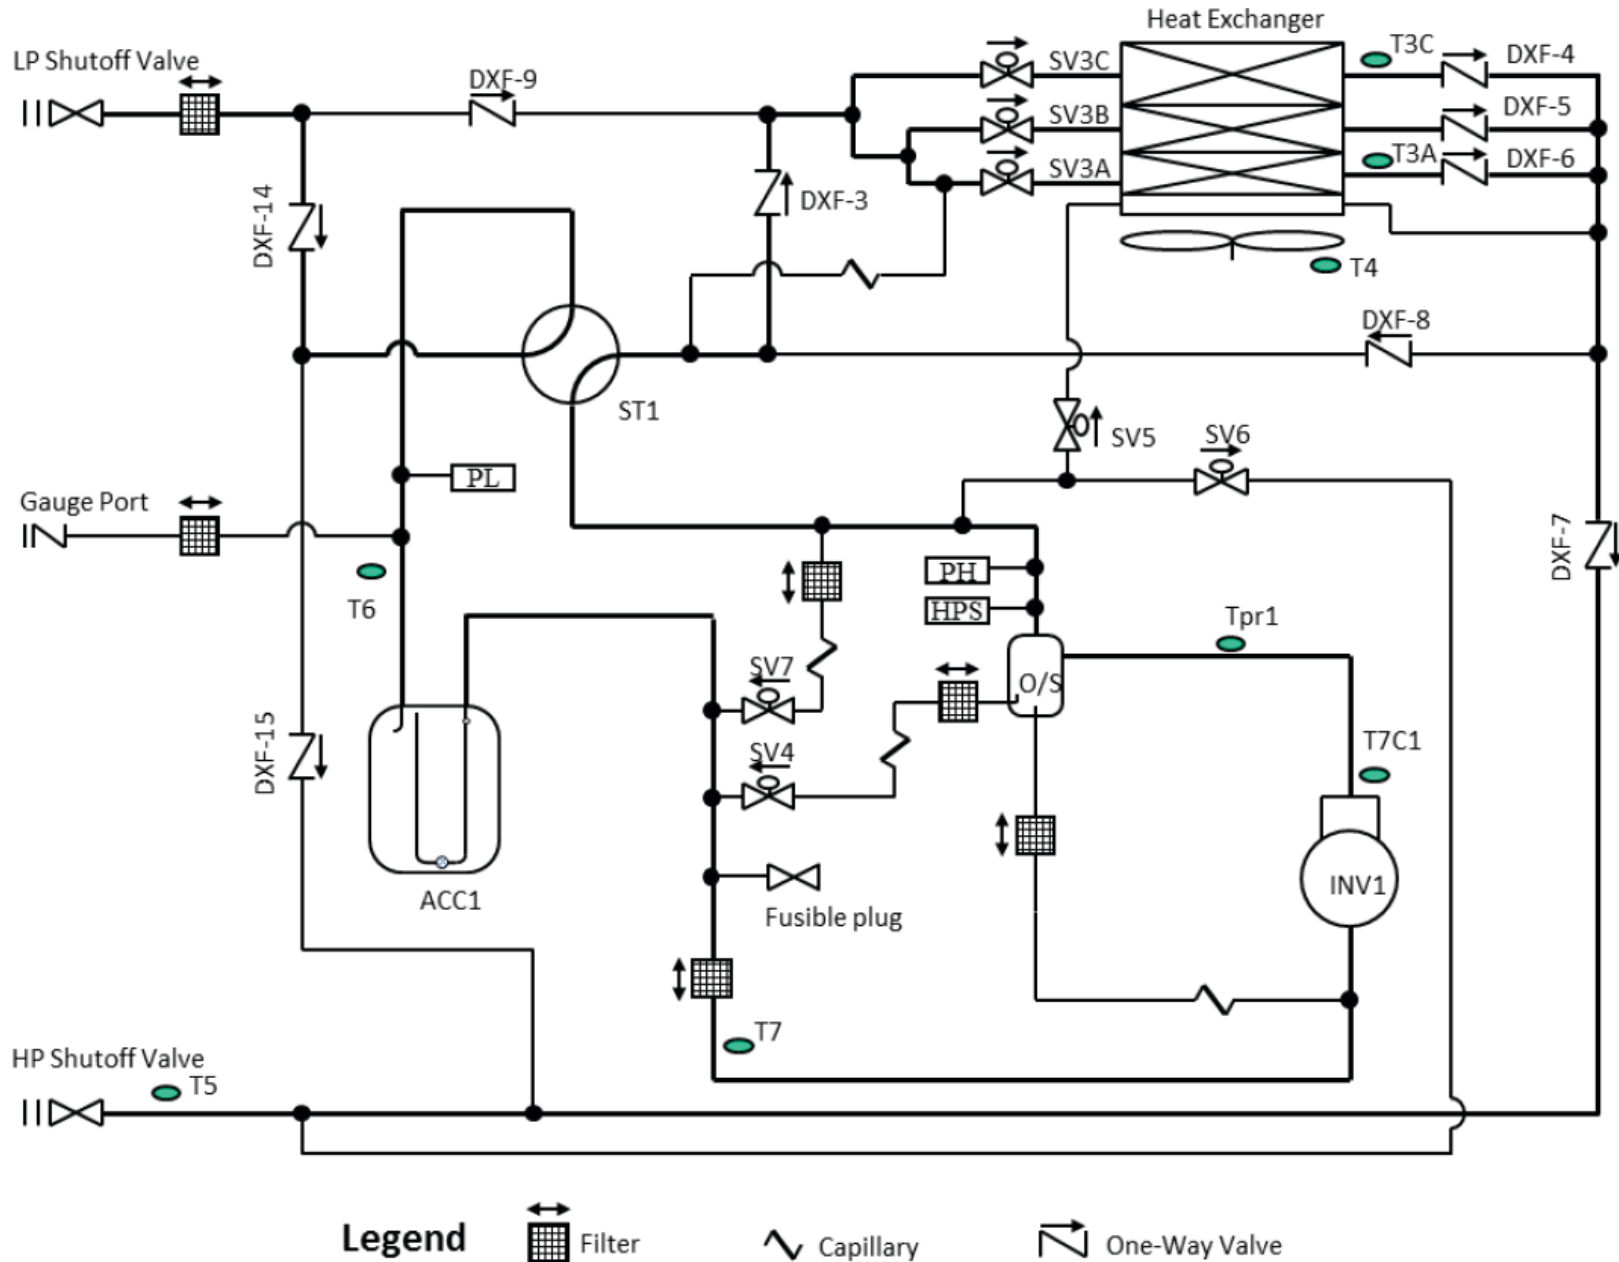 Heat Exchanger
LP Shutoff Valve
DXF-9
SV3C
T3C
DXF-4
SV3B
DXF-5
SV3A
T3A
DXF-6
DXF-14
DXF-3
T4
DXF-8
ST1
SV5
SV6
PL
Gauge Port
DXF-7
PH
T6
HPS
Tpr1
SV7
O/S
DXF-15
SV4
T7C1
INV1
ACC1
Fusible plug
T7
HP Shutoff Valve
T5
Legend
Filter
Capillary
One-Way Valve